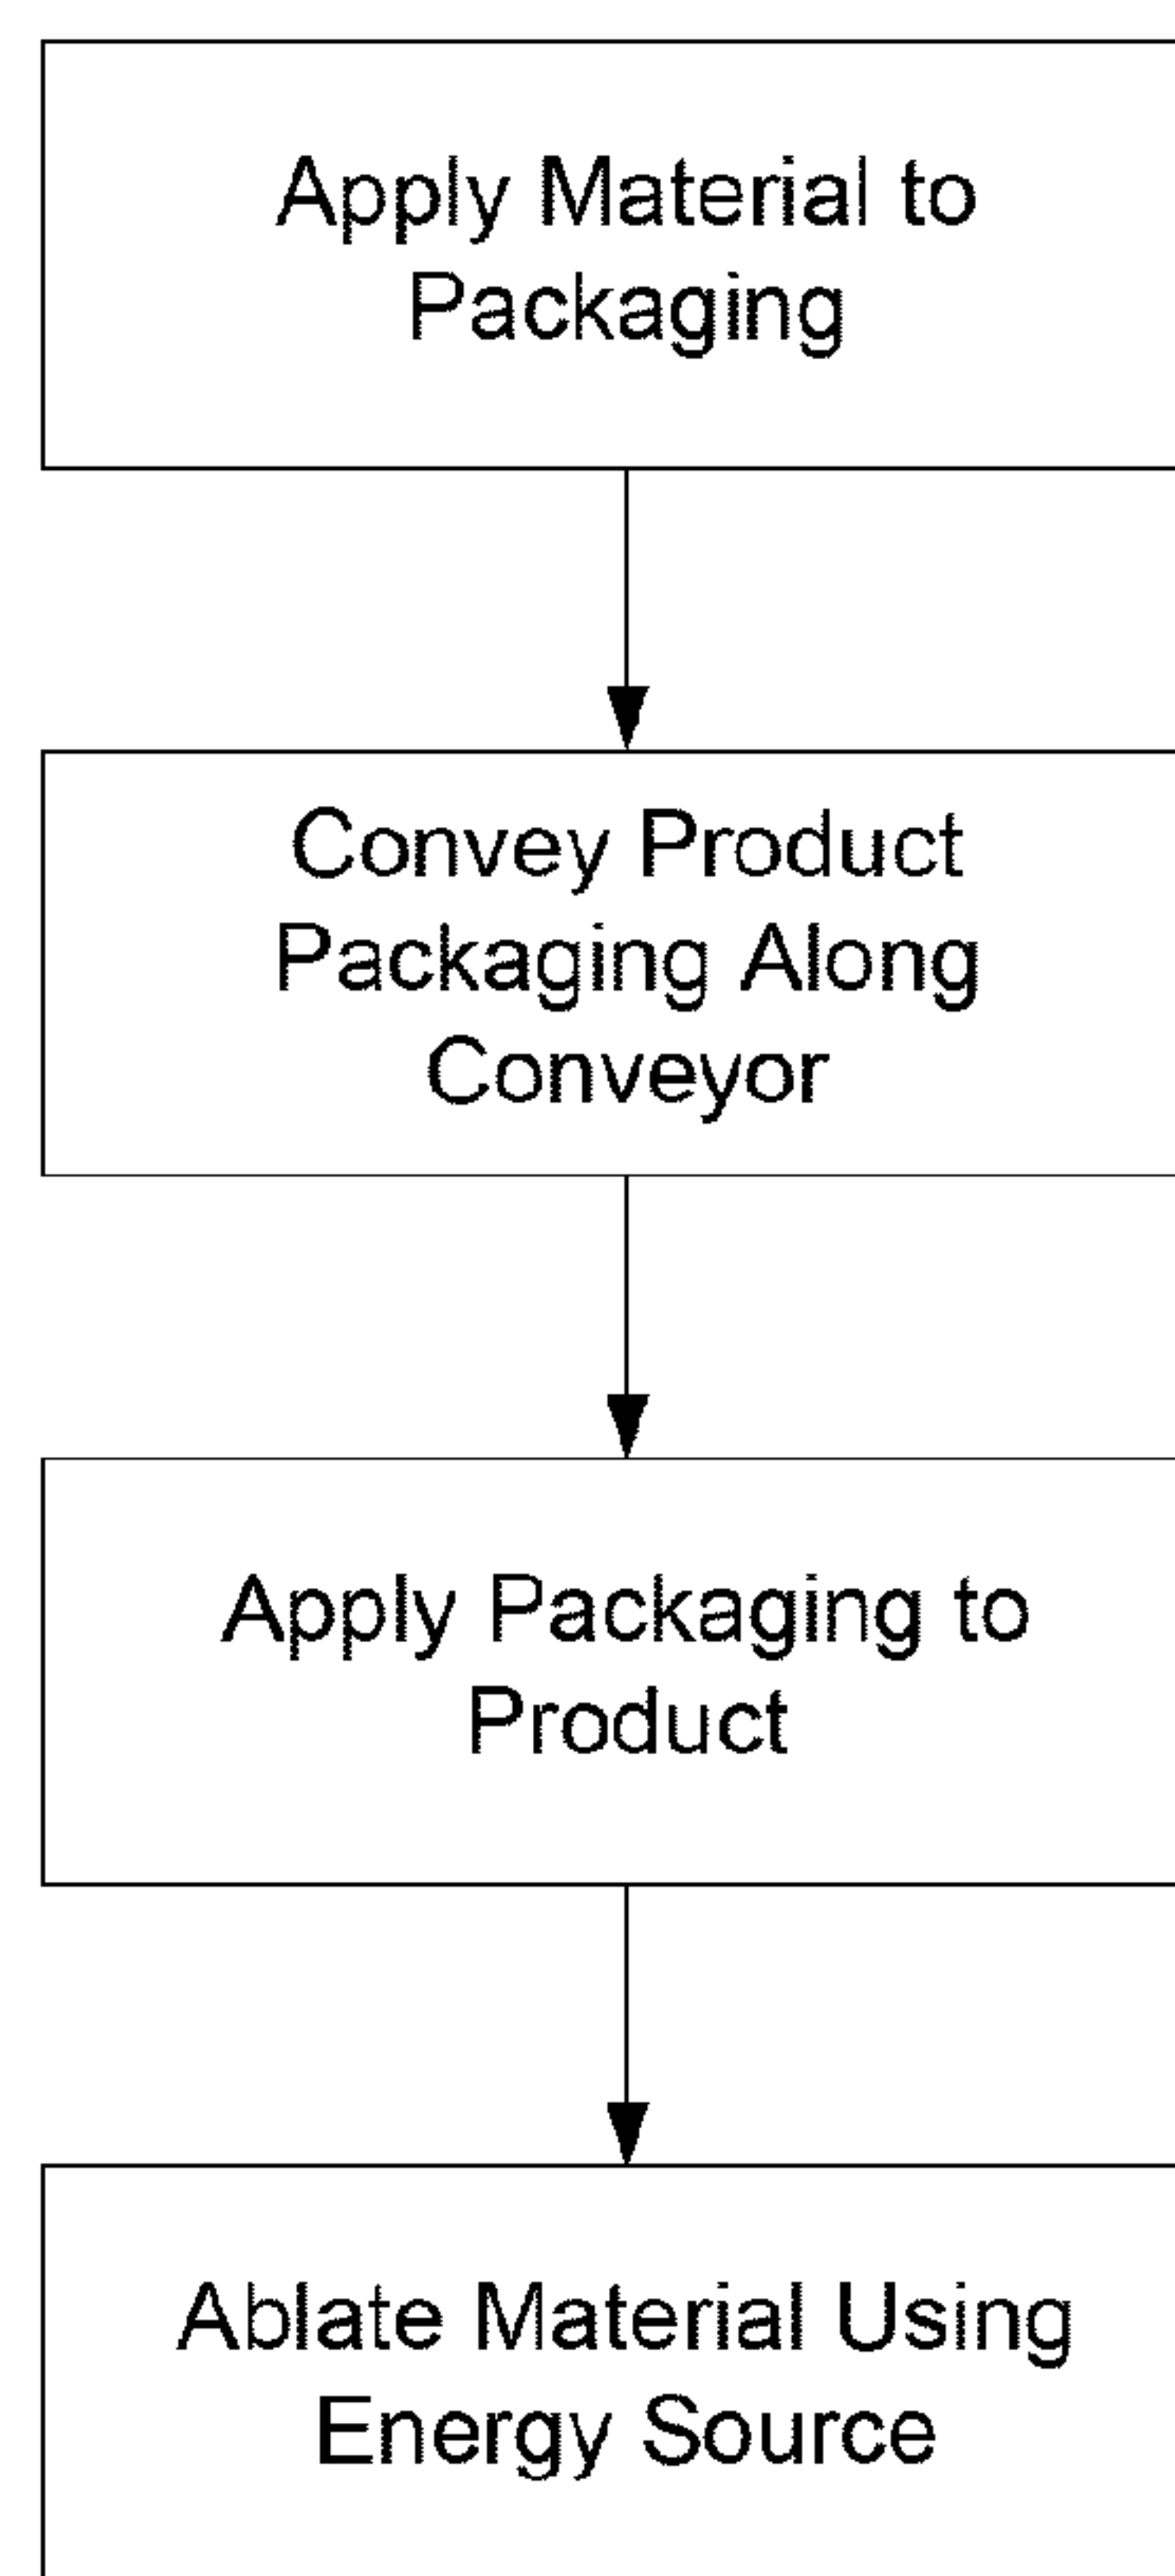 Apply Material to
Packaging
Convey Product
Packaging Along
Conveyor
Apply Packaging to
Product
Ablate Material Using
Energy Source